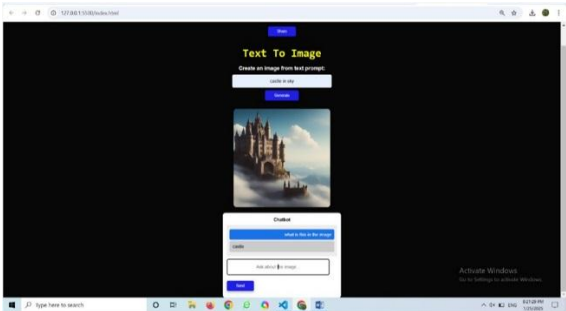 127.0.0.1:5500/index.html
Share
Text To Image
Create an image from text prompt:
castle in sky
Generate
Chatbot
what is this in the image
castle
Ask about the image...
Send
Activate Windows
Go to Settings to activate Windows.
Type here to search
ENG